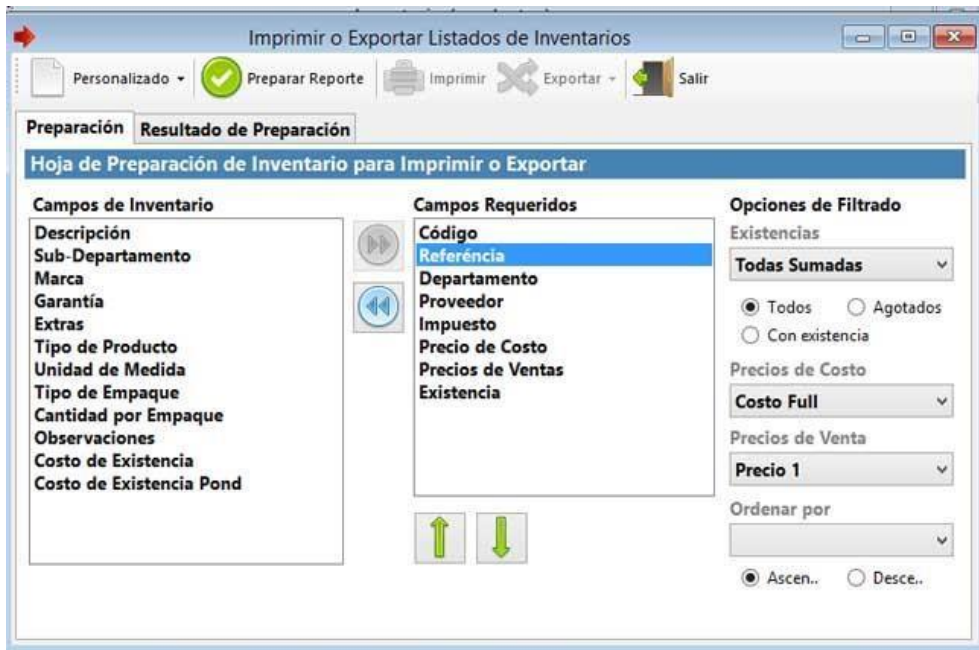 Imprimir o Exportar Listados de Inventarios
Personalizado Preparar Reporte Imprimir Exportar Salir
Preparación Resultado de Preparación
Hoja de Preparación de Inventario para Imprimir o Exportar
Campos de Inventario
Descripción
Sub-Departamento
Marca
Garantía
Extras
Tipo de Producto
Unidad de Medida
Tipo de Empaque
Cantidad por Empaque
Observaciones
Costo de Existencia
Costo de Existencia Pond
Campos Requeridos
Código
Referéncia
Departamento
Proveedor
Impuesto
Precio de Costo
Precios de Ventas
Existencia
Opciones de Filtrado
Existencias
Todas Sumadas
Todos Agotados
Con existencia
Precios de Costo
Costo Full
Precios de Venta
Precio 1
Ordenar por
Ascen.. Desce..